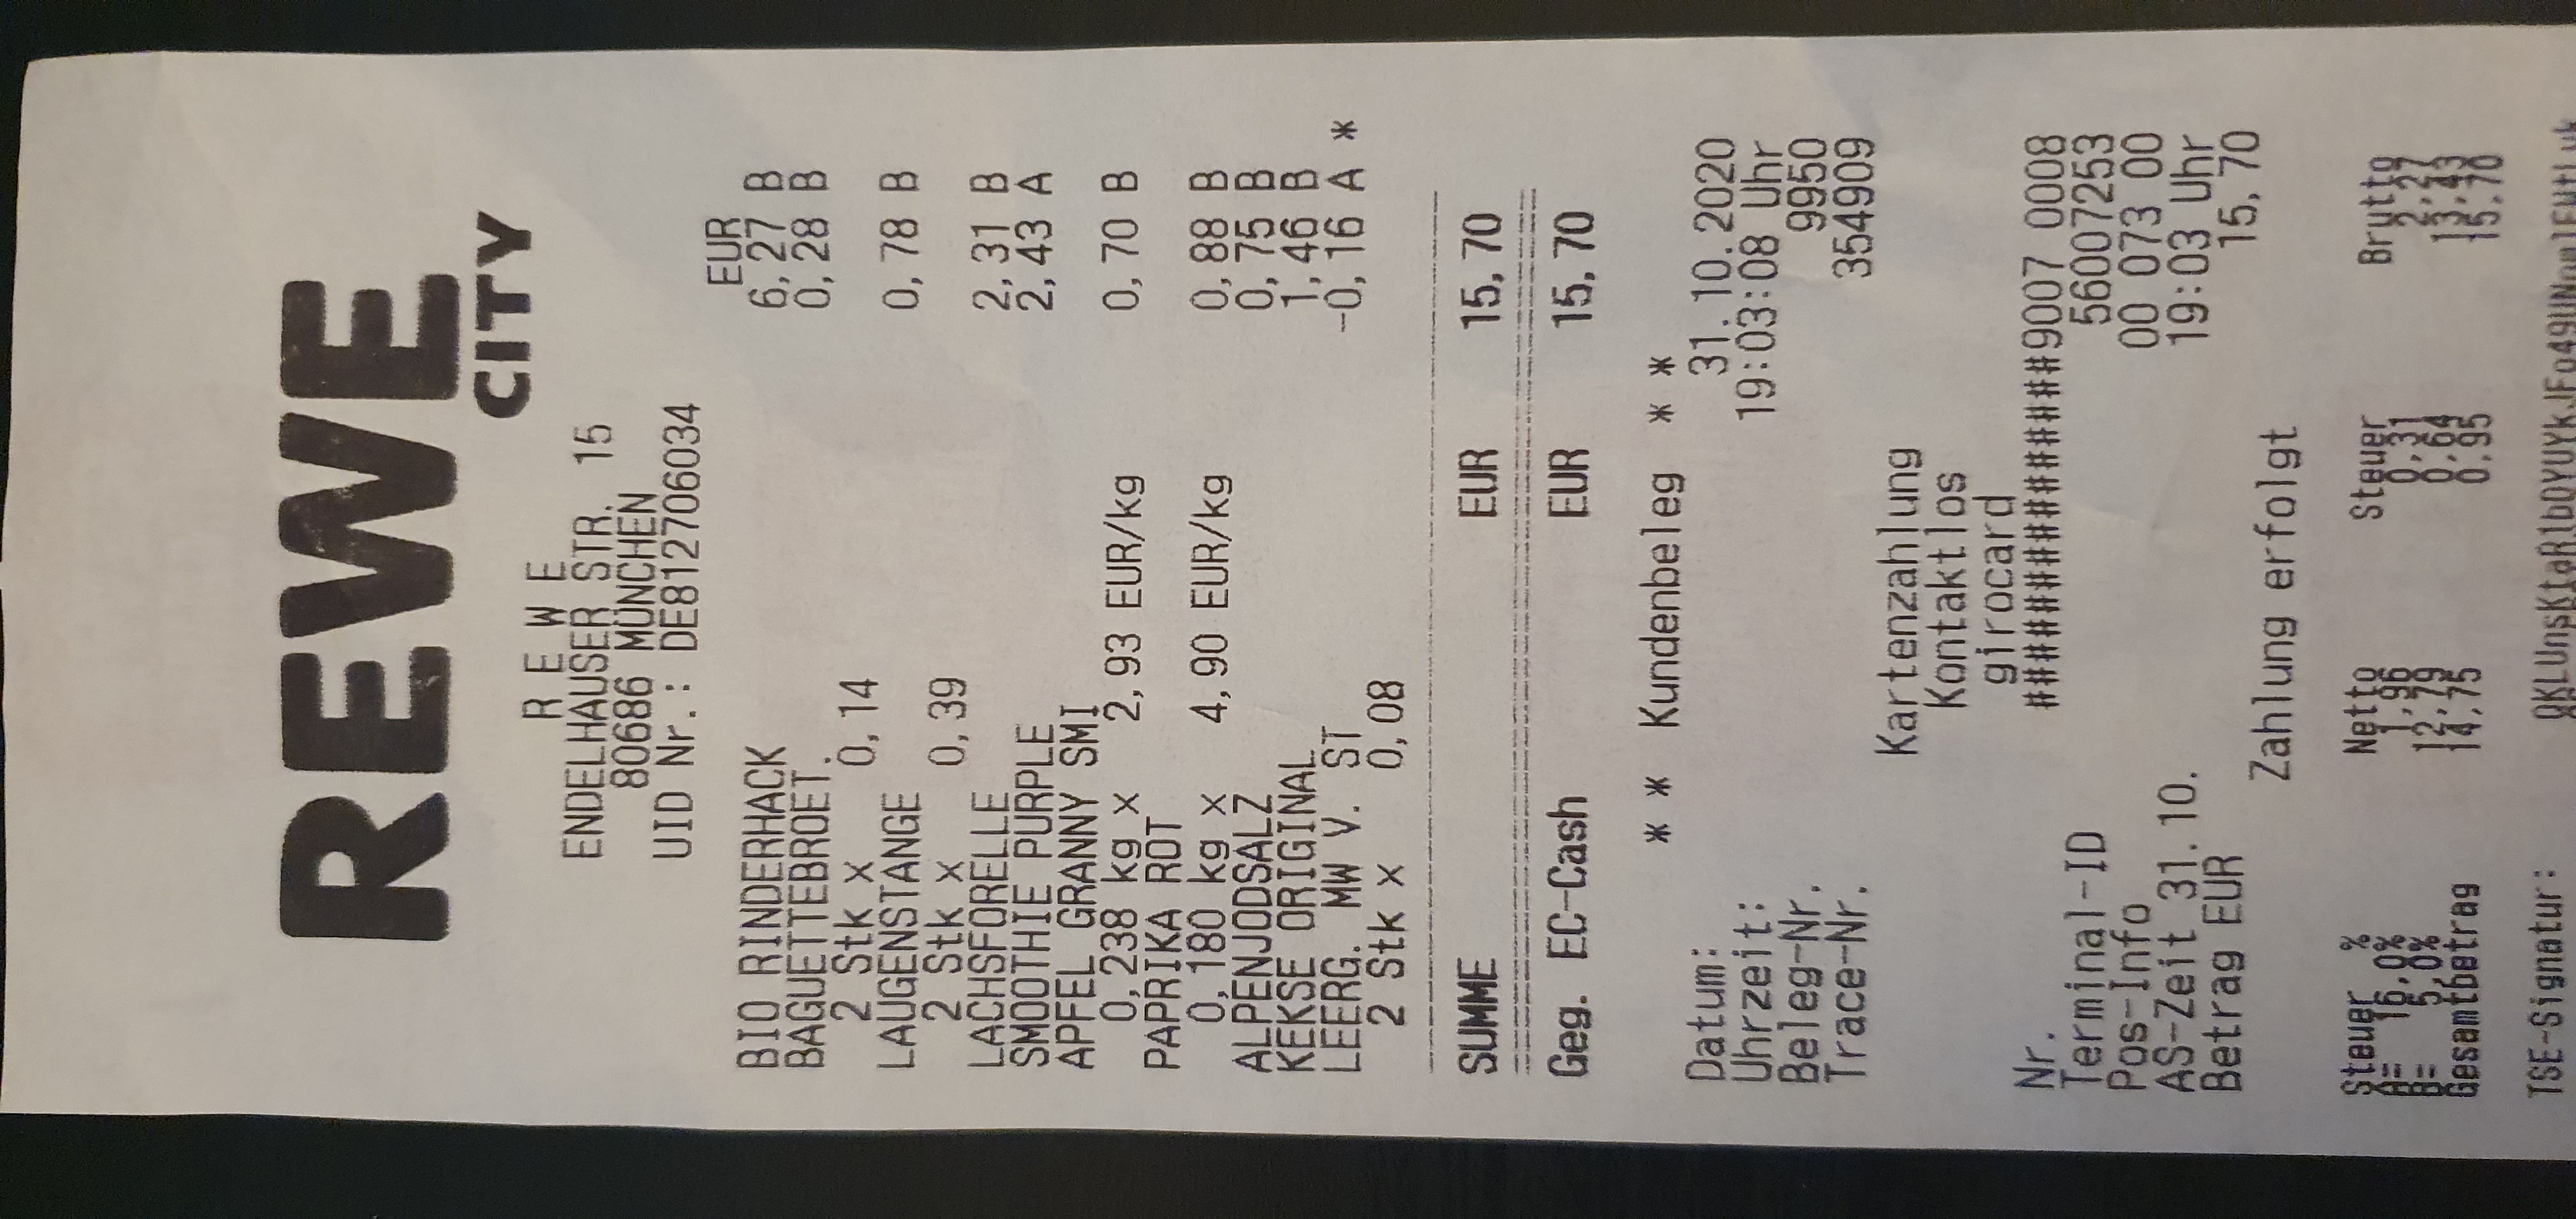 REWE
CITY
R E W E
ENDELHAUSER STR. 15
80686 MÜNCHEN
UID Nr.: DE812706034
EUR
BIO RINDERHACK 6,27 B
BAGUETTEBROET. 0,28 B
2 Stk x 0,14
LAUGENSTANGE 0,78 B
2 Stk x 0,39
LACHSFORELLE 2,31 B
SMOOTHIE PURPLE 2,43 A
APFEL GRANNY SMI
0,238 kg x 2,93 EUR/kg 0,70 B
PAPRIKA ROT
0,180 kg x 4,90 EUR/kg 0,88 B
ALPENJODSALZ 0,75 B
KEKSE ORIGINAL 1,46 B
LEERG. MW V. ST -0,16 A *
2 Stk x 0,08
SUMME EUR 15,70
Geg. EC-Cash EUR 15,70
* * Kundenbeleg * *
Datum: 31.10.2020
Uhrzeit: 19:03:08 Uhr
Beleg-Nr. 9950
Trace-Nr. 354909
Kartenzahlung
Kontaktlos
girocard
Nr. ###############9007 0008
Terminal-ID 56007253
Pos-Info 00 073 00
AS-Zeit 31.10. 19:03 Uhr
Betrag EUR 15,70
Zahlung erfolgt
Steuer % Netto Steuer Brutto
A= 16,0% 1,96 0,31 2,27
B= 5,0% 12,79 0,64 13,43
Gesamtbetrag 14,75 0,95 15,70
TSE-Signatur: